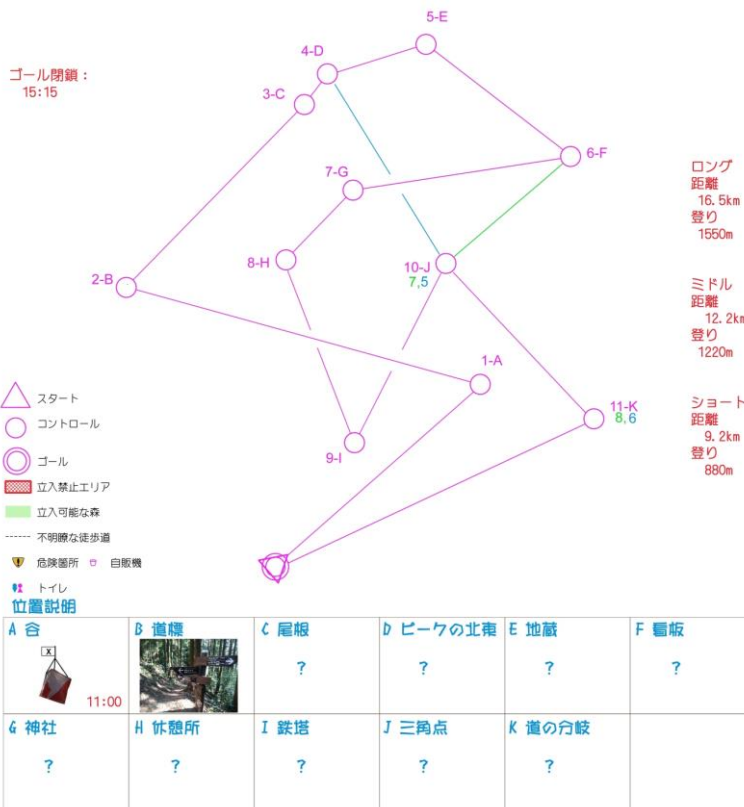 5-E
4-D
ゴール閉鎖：
15:15
3-C
6-F
7-G
ロング
距離
16.5km
登り
1550m
8-H
10-J
7,5
2-B
ミドル
距離
12.2km
登り
1220m
1-A
スタート
コントロール
ゴール
立入禁止エリア
立入可能な森
不明瞭な徒歩道
危険箇所 自販機
トイレ
11-K
8,6
ショート
距離
9.2km
登り
880m
9-I
位置説明
A 谷
X
11:00
B 道標
C 尾根
?
D ピークの北東
?
E 地蔵
?
F 看板
?
G 神社
?
H 休憩所
?
I 鉄塔
?
J 三角点
?
K 道の分岐
?